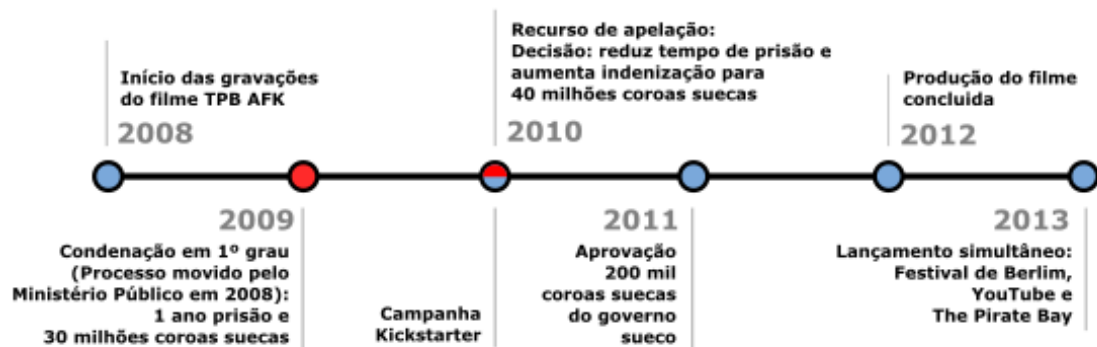 Início das gravações
do filme TPB AFK
2008
2009
Condenação em 1º grau
(Processo movido pelo
Ministério Público em 2008):
1 ano prisão e
30 milhões coroas suecas
Recurso de apelação:
Decisão: reduz tempo de prisão e
aumenta indenização para
40 milhões coroas suecas
2010
Campanha
Kickstarter
2011
Aprovação
200 mil
coroas suecas
do governo
sueco
Produção do filme
concluida
2012
2013
Lançamento simultâneo:
Festival de Berlim,
YouTube e
The Pirate Bay